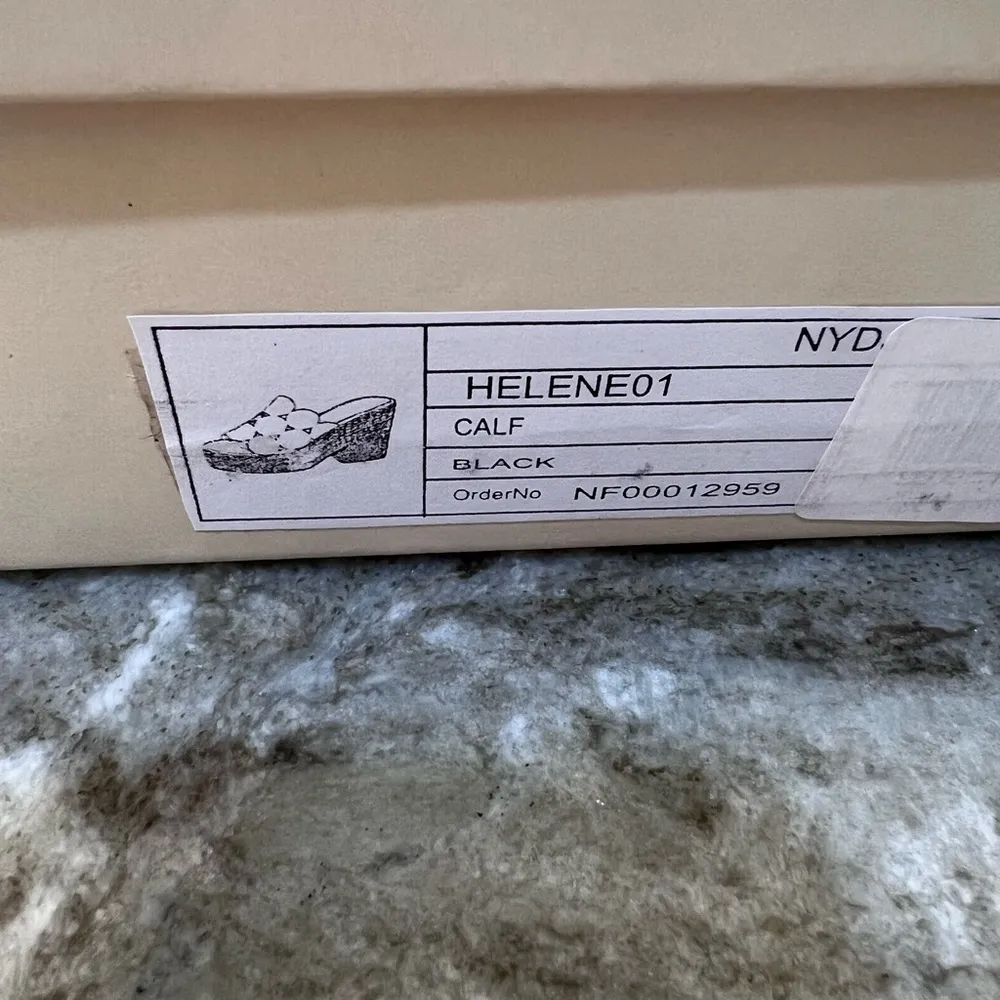 NYD
HELENE01
CALF
BLACK
OrderNo NF00012959